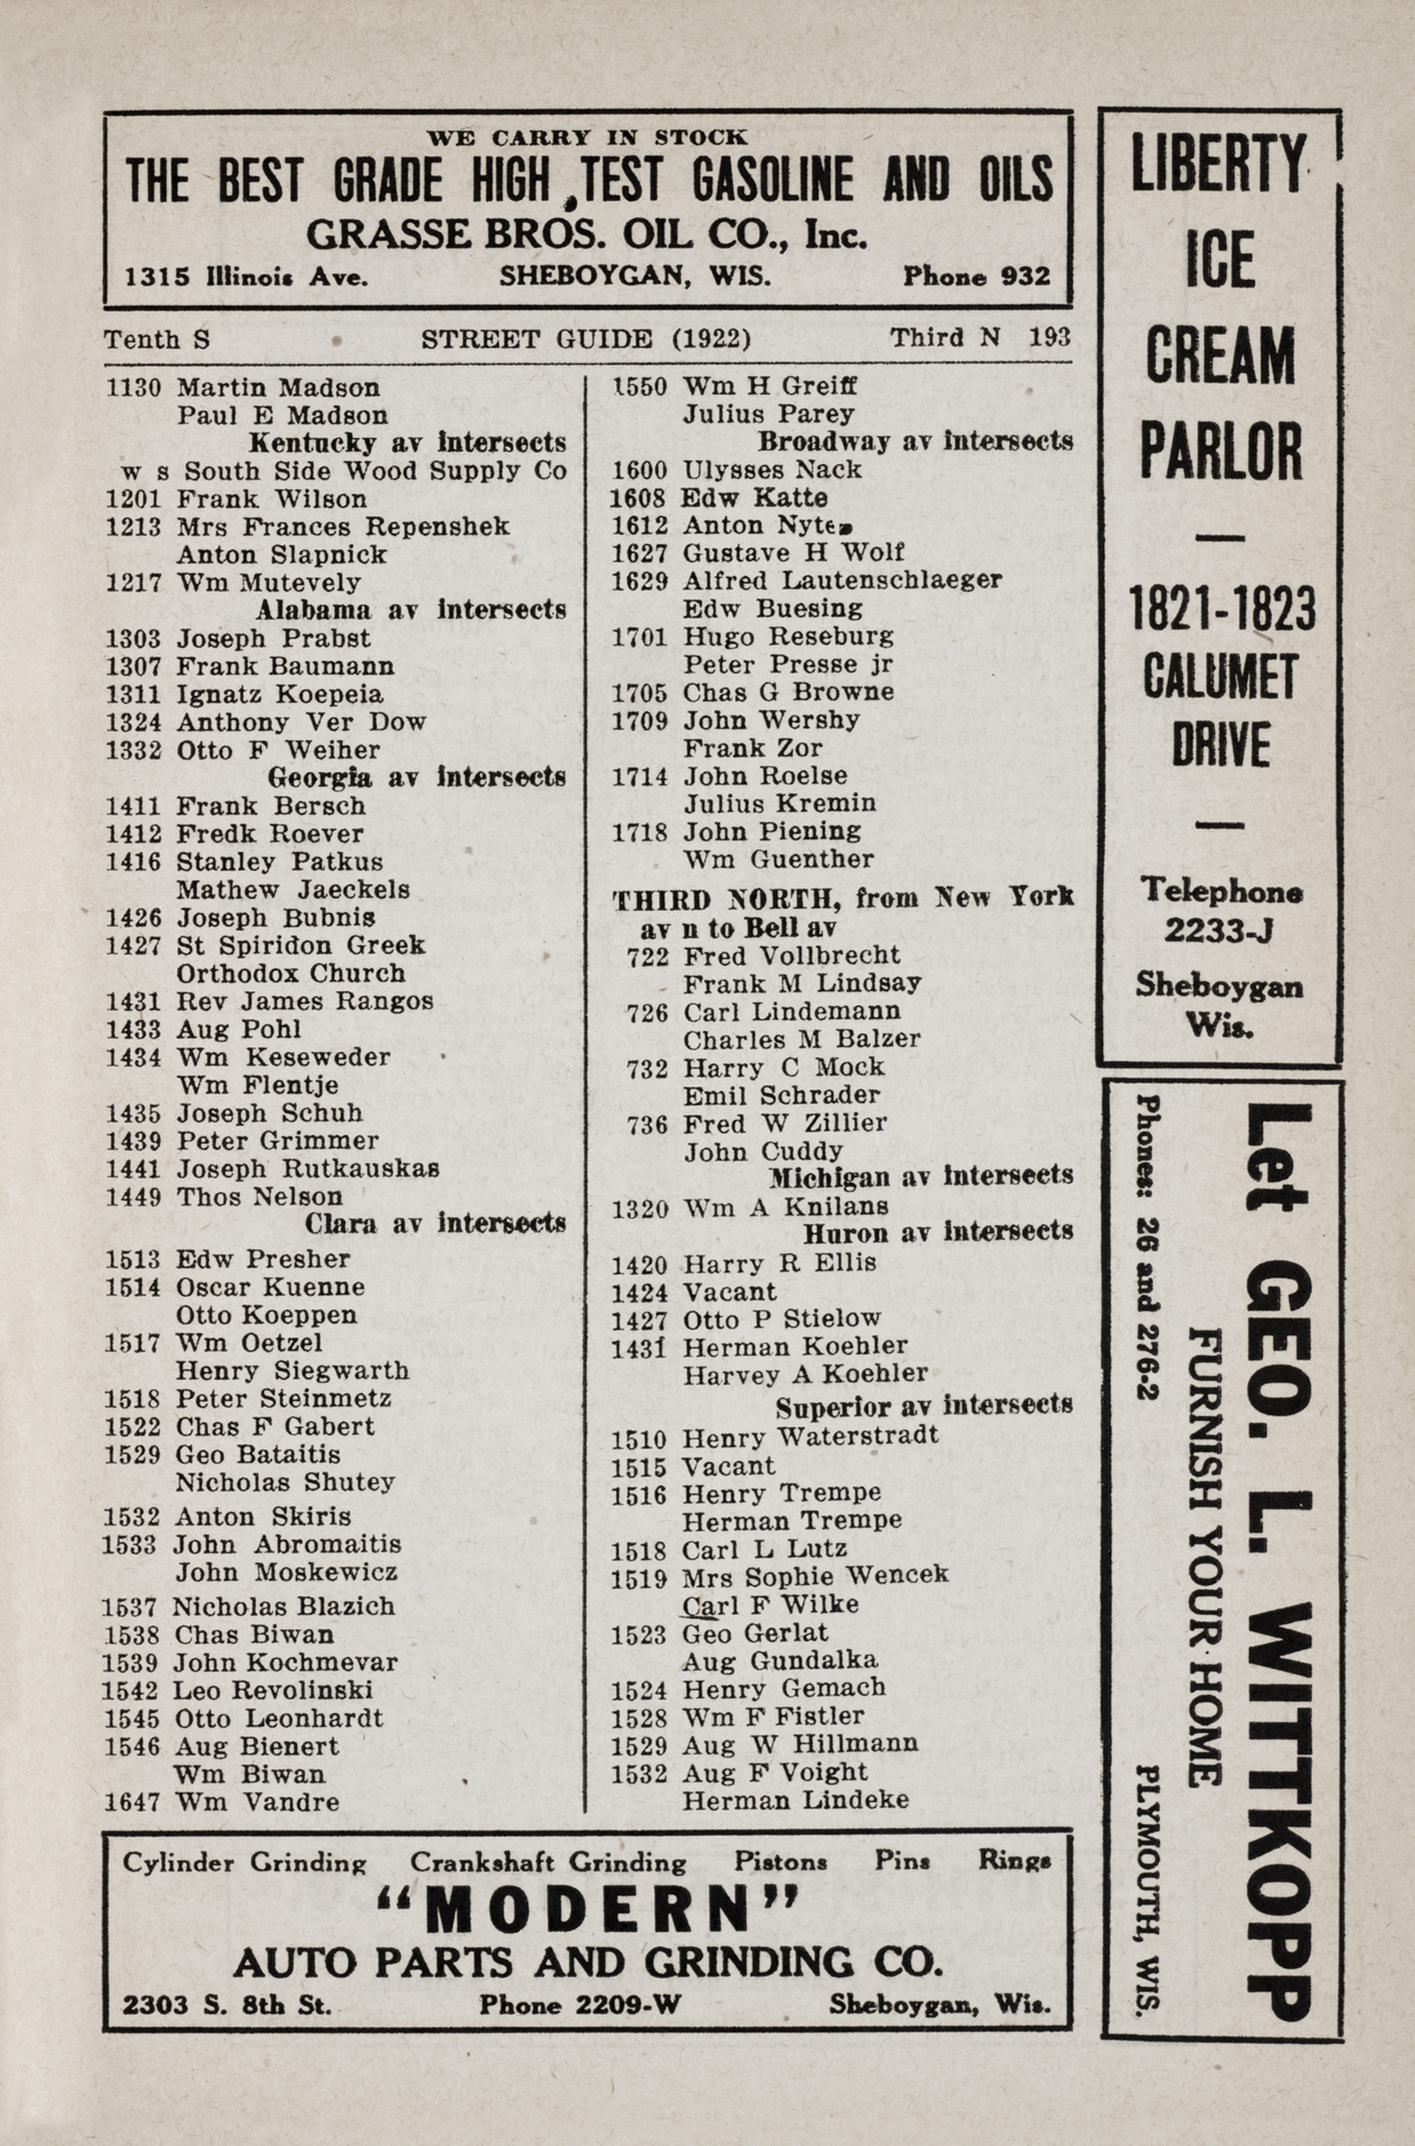 WE CARRY IN STOCK
THE BEST GRADE HIGH TEST GASOLINE AND OILS
GRASSE BROS. OIL CO., Inc.
1315 Illinois Ave. SHEBOYGAN, WIS. Phone 932
Tenth S STREET GUIDE (1922) Third N 193
1130 Martin Madson
Paul E Madson
Kentucky av intersects
w s South Side Wood Supply Co
1201 Frank Wilson
1213 Mrs Frances Repenshek
Anton Slapnick
1217 Wm Mutevely
Alabama av intersects
1303 Joseph Prabst
1307 Frank Baumann
1311 Ignatz Koepeia
1324 Anthony Ver Dow
1332 Otto F Weiher
Georgia av intersects
1411 Frank Bersch
1412 Fredk Roever
1416 Stanley Patkus
Mathew Jaeckels
1426 Joseph Bubnis
1427 St Spiridon Greek
Orthodox Church
1431 Rev James Rangos
1433 Aug Pohl
1434 Wm Keseweder
Wm Flentje
1435 Joseph Schuh
1439 Peter Grimmer
1441 Joseph Rutkauskas
1449 Thos Nelson
Clara av intersects
1513 Edw Presher
1514 Oscar Kuenne
Otto Koeppen
1517 Wm Oetzel
Henry Siegwarth
1518 Peter Steinmetz
1522 Chas F Gabert
1529 Geo Bataitis
Nicholas Shutey
1532 Anton Skiris
1533 John Abromaitis
John Moskewicz
1537 Nicholas Blazich
1538 Chas Biwan
1539 John Kochmevar
1542 Leo Revolinski
1545 Otto Leonhardt
1546 Aug Bienert
Wm Biwan
1647 Wm Vandre
1550 Wm H Greiff
Julius Parey
Broadway av intersects
1600 Ulysses Nack
1608 Edw Katte
1612 Anton
1627 Gustave H Wolf
1629 Alfred Lautenschlaeger
Edw Buesing
1701 Hugo Reseburg
Peter Presse jr
1705 Chas G Browne
1709 John Wershy
Frank Zor
1714 John Roelse
Julius Kremin
1718 John Piening
Wm Guenther
THIRD NORTH, from New York
av n to Bell av
722 Fred Vollbrecht
Frank M Lindsay
726 Carl Lindemann
Charles M Balzer
732 Harry C Mock
Emil Schrader
736 Fred W Zillier
John Cuddy
Michigan av intersects
1320 Wm A Knilans
Huron av intersects
1420 Harry R Ellis
1424 Vacant
1427 Otto P Stielow
1431 Herman Koehler
Harvey A Koehler
Superior av intersects
1510 Henry Waterstradt
1515 Vacant
1516 Henry Trempe
Herman Trempe
1518 Carl L Lutz
1519 Mrs Sophie Wencek
Carl F Wilke
1523 Geo Gerlat
Aug Gundalka
1524 Henry Gemach
1528 Wm F Fistler
1529 Aug W Hillmann
1532 Aug F Voight
Herman Lindeke
Cylinder Grinding Crankshaft Grinding Pistons Pins Rings
"MODERN"
AUTO PARTS AND GRINDING CO.
2303 S. 8th St. Phone 2209-W Sheboygan, Wis.
LIBERTY
ICE
CREAM
PARLOR
—
1821-1823
CALUMET
DRIVE
—
Telephone
2233-J
Sheboygan
Wis.
Let GEO. L. WITTKOPP
FURNISH YOUR HOME
Phones: 26 and 276-2 PLYMOUTH, WIS.